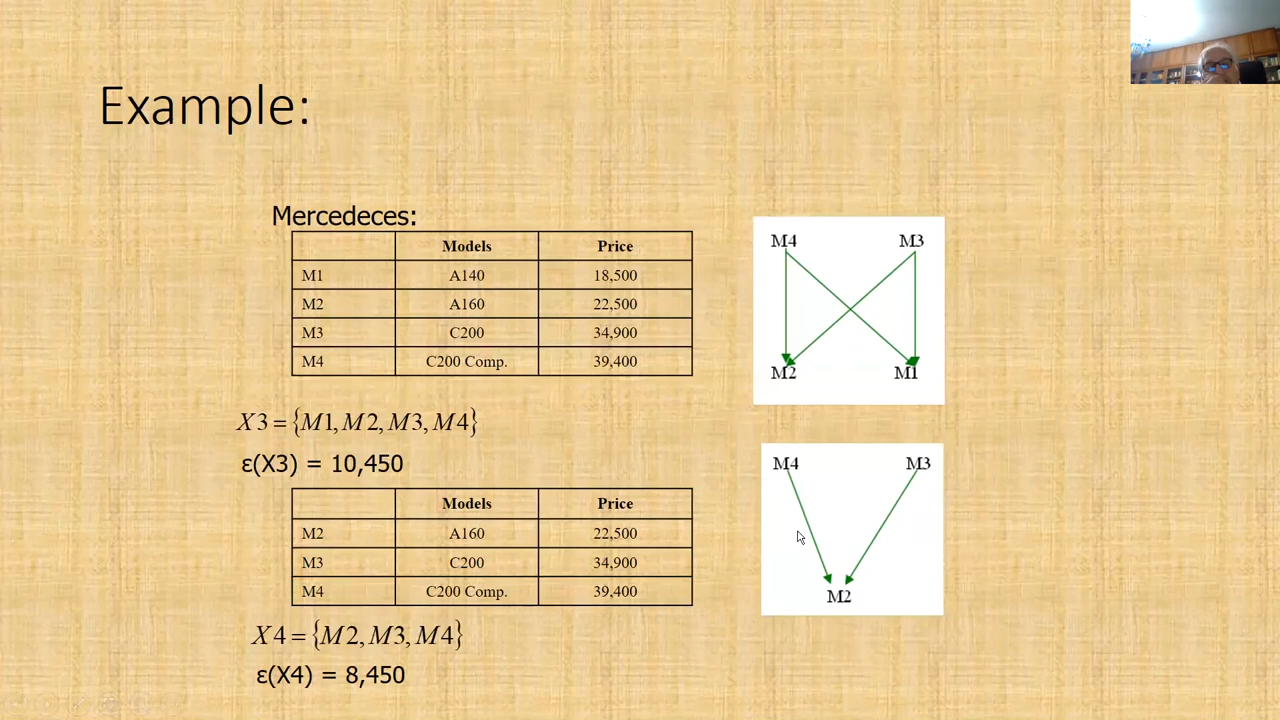 Example:
Mercedeces:
Models Price
M1 A140 18,500
M2 A160 22,500
M3 C200 34,900
M4 C200 Comp. 39,400
X3 = {M1, M2, M3, M4}
ε(X3) = 10,450
Models Price
M2 A160 22,500
M3 C200 34,900
M4 C200 Comp. 39,400
X4 = {M2, M3, M4}
ε(X4) = 8,450
M4 M3
M2 M1
M4 M3
M2